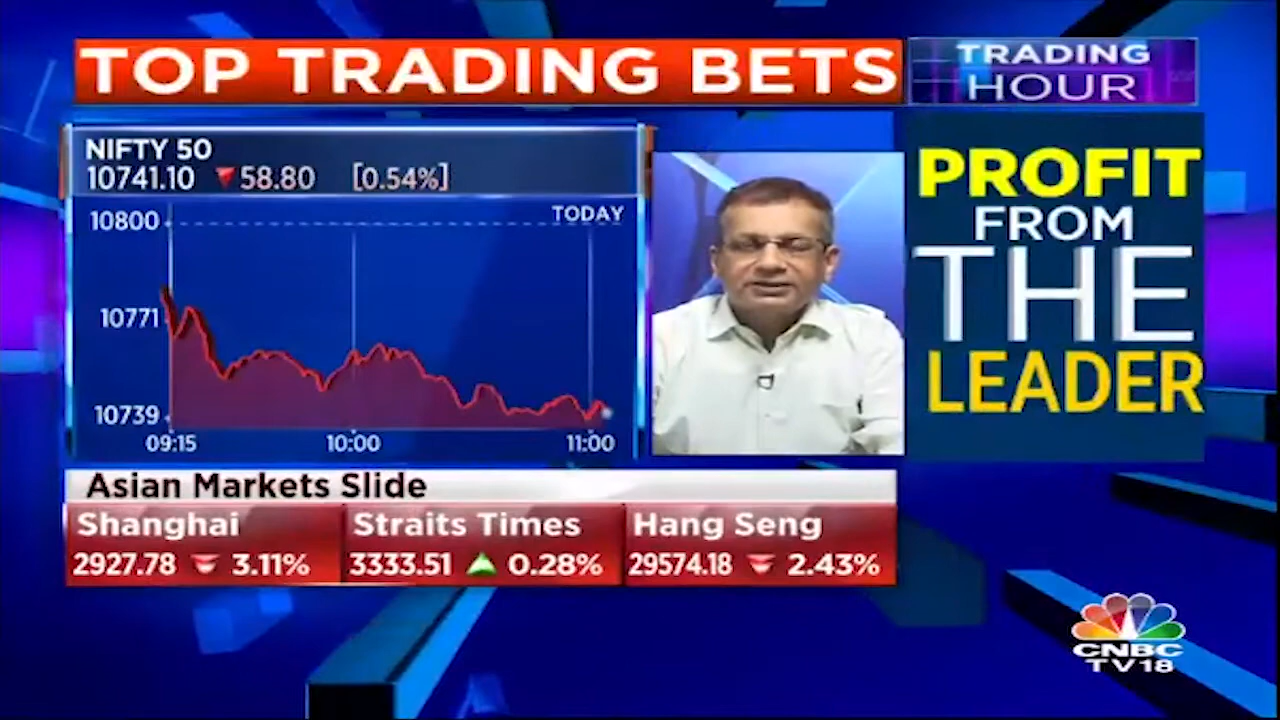 TOP TRADING BETS
TRADING
HOUR
NIFTY 50
10741.10 ▼ 58.80 [0.54%]
TODAY
10800
10771
10739
09:15 10:00 11:00
PROFIT
FROM
THE
LEADER
Asian Markets Slide
Shanghai
2927.78 ▼ 3.11%
Straits Times
3333.51 ▲ 0.28%
Hang Seng
29574.18 ▼ 2.43%
CNBC
TV18